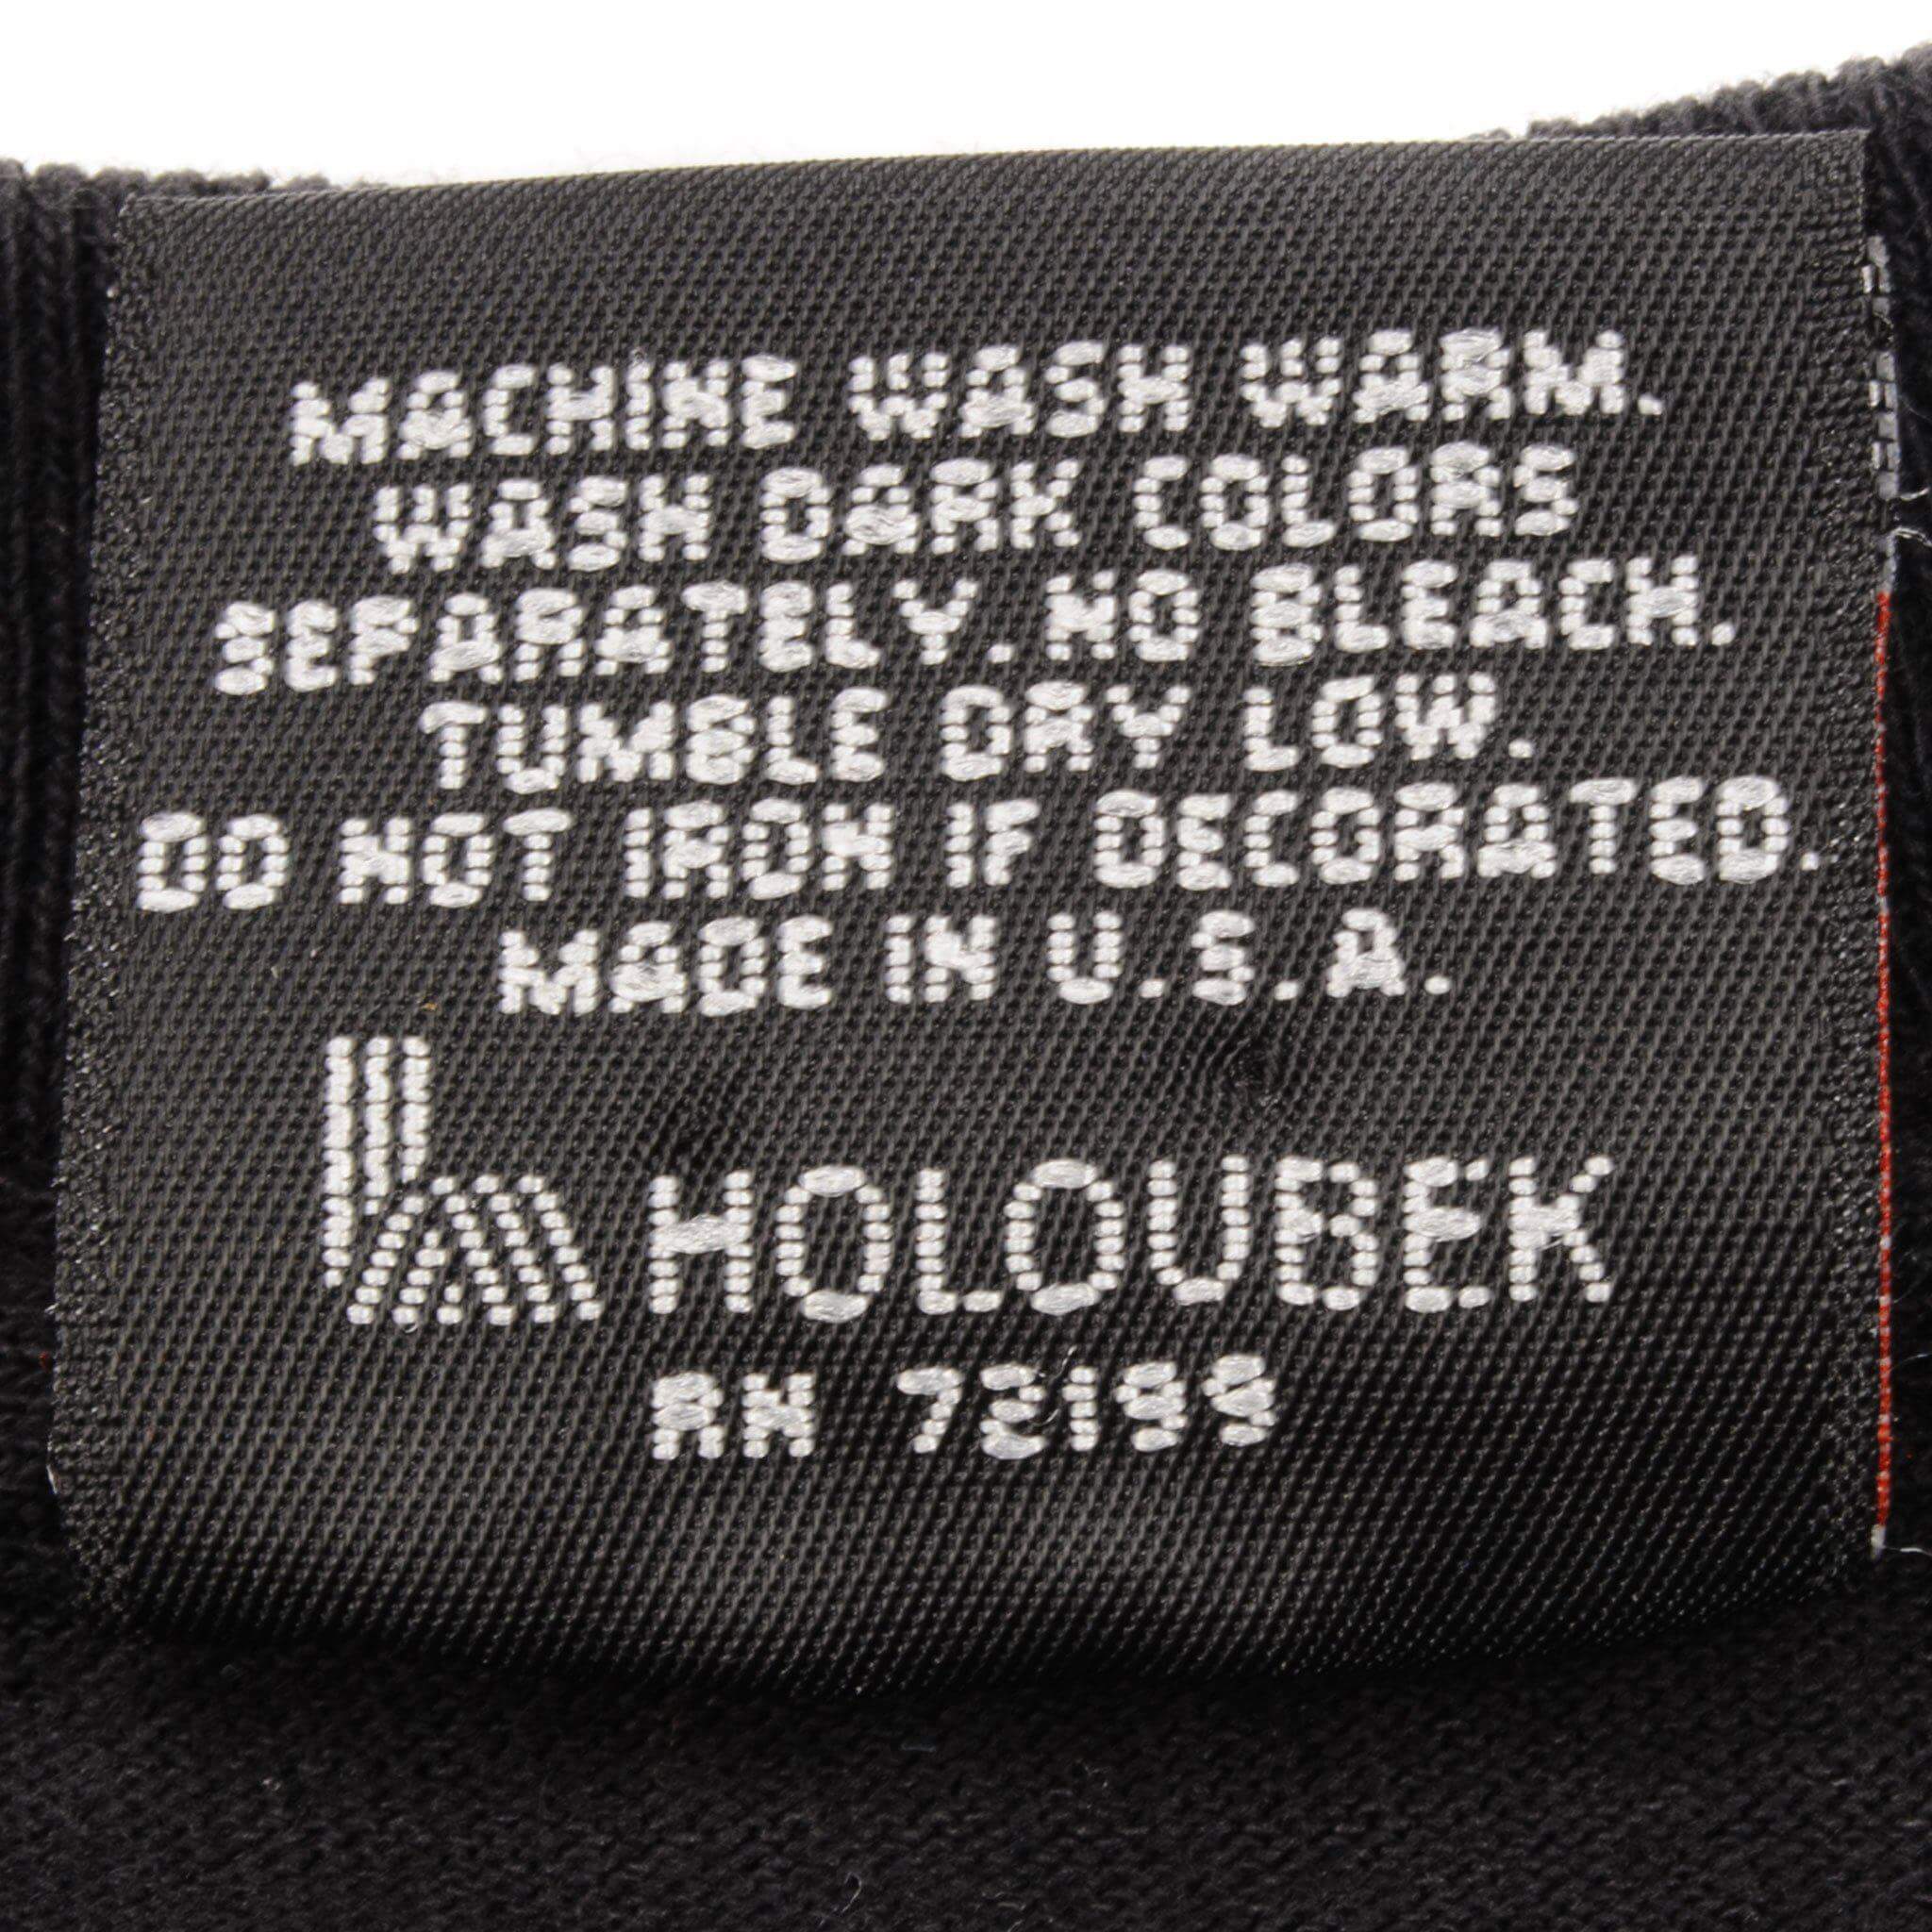 MACHINE WASH WARM.
WASH DARK COLORS
SEPARATELY. NO BLEACH.
TUMBLE DRY LOW.
DO NOT IRON IF DECORATED.
MADE IN U.S.A.
HOLOUBEK
RN 72199